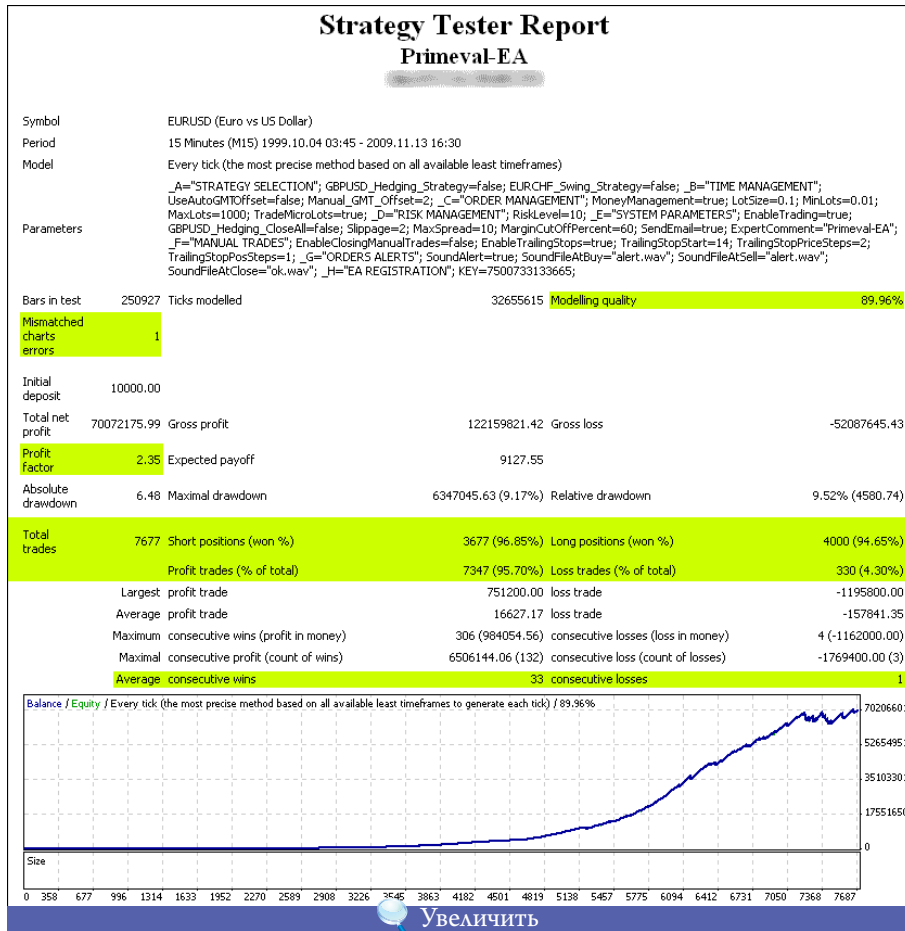 Strategy Tester Report
Primeval-EA
Symbol EURUSD (Euro vs US Dollar)
Period 15 Minutes (M15) 1999.10.04 03:45 - 2009.11.13 16:30
Model Every tick (the most precise method based on all available least timeframes)
Parameters _A="STRATEGY SELECTION"; GBPUSD_Hedging_Strategy=false; EURCHF_Swing_Strategy=false; _B="TIME MANAGEMENT";
UseAutoGMTOffset=false; Manual_GMT_Offset=2; _C="ORDER MANAGEMENT"; MoneyManagement=true; LotSize=0.1; MinLots=0.01;
MaxLots=1000; TradeMicroLots=true; _D="RISK MANAGEMENT"; RiskLevel=10; _E="SYSTEM PARAMETERS"; EnableTrading=true;
GBPUSD_Hedging_CloseAll=false; Slippage=2; MaxSpread=10; MarginCutOffPercent=60; SendEmail=true; ExpertComment="Primeval-EA";
_F="MANUAL TRADES"; EnableClosingManualTrades=false; EnableTrailingStops=true; TrailingStopStart=14; TrailingStopPriceSteps=2;
TrailingStopPosSteps=1; _G="ORDERS ALERTS"; SoundAlert=true; SoundFileAtBuy="alert.wav"; SoundFileAtSell="alert.wav";
SoundFileAtClose="ok.wav"; _H="EA REGISTRATION"; KEY=7500733133665;
Bars in test 250927 Ticks modelled 32655615 Modelling quality 89.96%
Mismatched
charts
errors 1
Initial
deposit 10000.00
Total net
profit 70072175.99 Gross profit 122159821.42 Gross loss -52087645.43
Profit
factor 2.35 Expected payoff 9127.55
Absolute
drawdown 6.48 Maximal drawdown 6347045.63 (9.17%) Relative drawdown 9.52% (4580.74)
Total
trades 7677 Short positions (won %) 3677 (96.85%) Long positions (won %) 4000 (94.65%)
Profit trades (% of total) 7347 (95.70%) Loss trades (% of total) 330 (4.30%)
Largest profit trade 751200.00 loss trade -1195800.00
Average profit trade 16627.17 loss trade -157841.35
Maximum consecutive wins (profit in money) 306 (984054.56) consecutive losses (loss in money) 4 (-1162000.00)
Maximal consecutive profit (count of wins) 6506144.06 (132) consecutive loss (count of losses) -1769400.00 (3)
Average consecutive wins 33 consecutive losses 1
Balance / Equity / Every tick (the most precise method based on all available least timeframes to generate each tick) / 89.96%
7020660
5265495
3510330
1755165
0
Size
0 358 677 996 1314 1633 1952 2270 2589 2908 3226 3545 3863 4182 4501 4819 5138 5457 5775 6094 6412 6731 7050 7368 7687
Увеличить